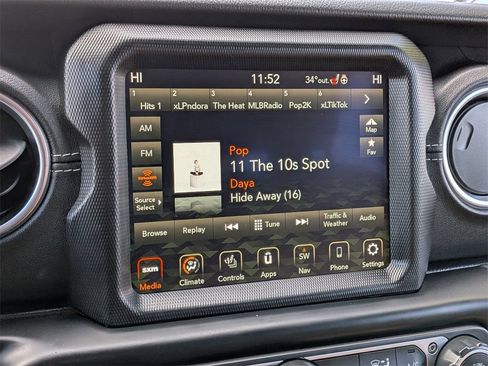 HI 11:52 34°out. HI
1 2 3 4 5 6
Hits 1 xLPndora The Heat MLBRadio Pop2K xLTikTok
AM
Map
Pop
FM
11 The 10s Spot
Fav
Daya
SiriusXM
Hide Away (16)
Source
Select
Browse Replay Tune Traffic & Weather Audio
sxm SW
Media Climate Controls Apps Nav Phone Settings